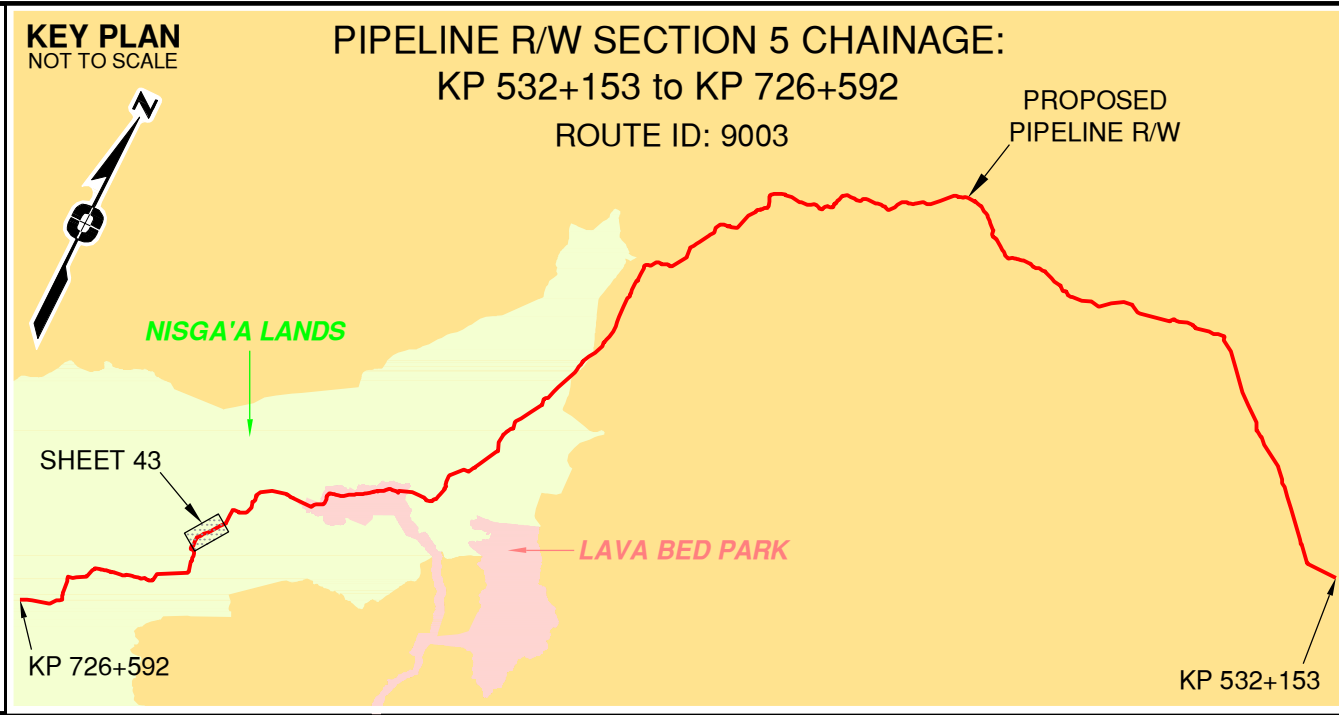 KEY PLAN
NOT TO SCALE
PIPELINE R/W SECTION 5 CHAINAGE:
KP 532+153 to KP 726+592
ROUTE ID: 9003
PROPOSED
PIPELINE R/W
N
NISGA'A LANDS
SHEET 43
LAVA BED PARK
KP 726+592
KP 532+153